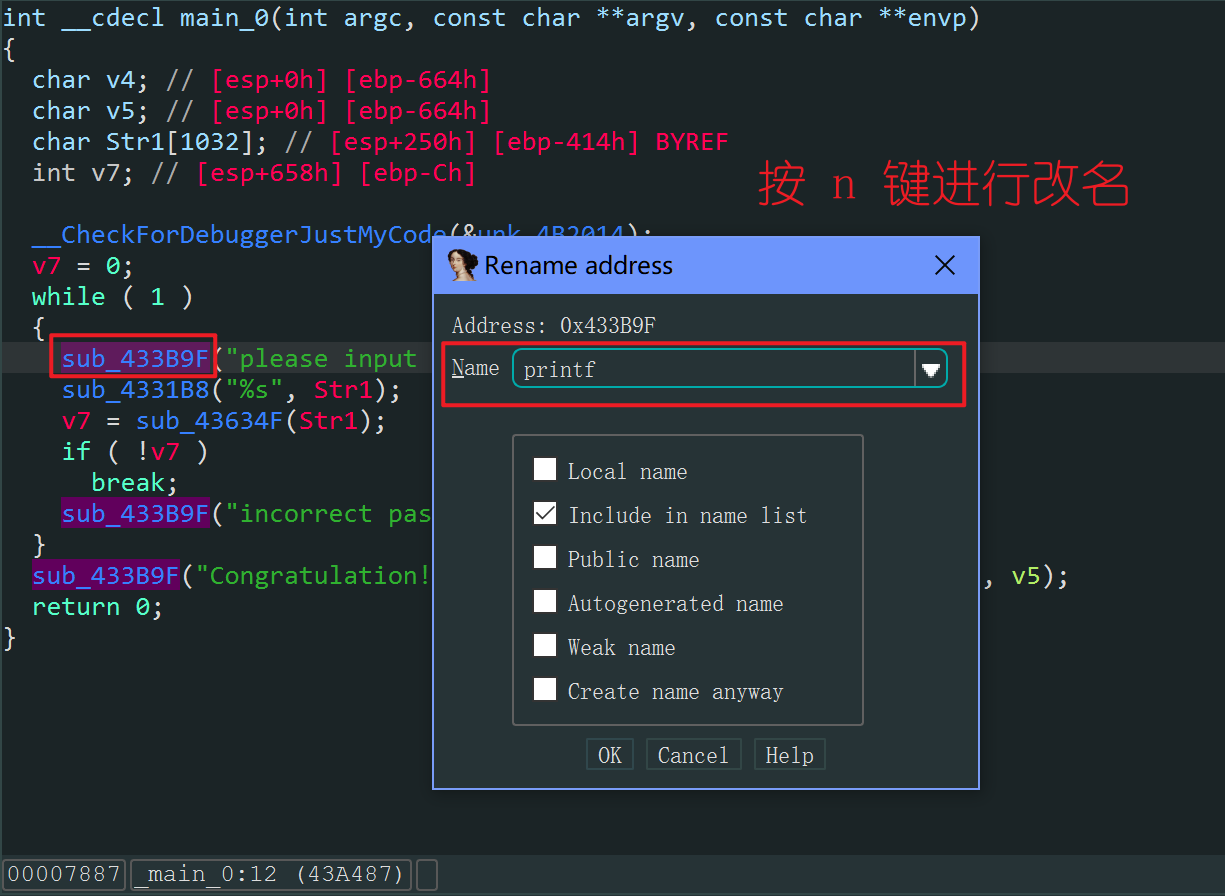 int __cdecl main_0(int argc, const char **argv, const char **envp)
{
  char v4; // [esp+0h] [ebp-664h]
  char v5; // [esp+0h] [ebp-664h]
  char Str1[1032]; // [esp+250h] [ebp-414h] BYREF
  int v7; // [esp+658h] [ebp-Ch]
按 n 键进行改名
  __CheckForDebuggerJustMyCode(&unk_4B2014);
  v7 = 0;
  while ( 1 )
  {
    sub_433B9F("please input
    sub_4331B8("%s", Str1);
    v7 = sub_43634F(Str1);
    if ( !v7 )
      break;
    sub_433B9F("incorrect pas
  }
  sub_433B9F("Congratulation! , v5);
  return 0;
}
Rename address
Address: 0x433B9F
Name printf
Local name
Include in name list
Public name
Autogenerated name
Weak name
Create name anyway
OK Cancel Help
00007887 _main_0:12 (43A487)